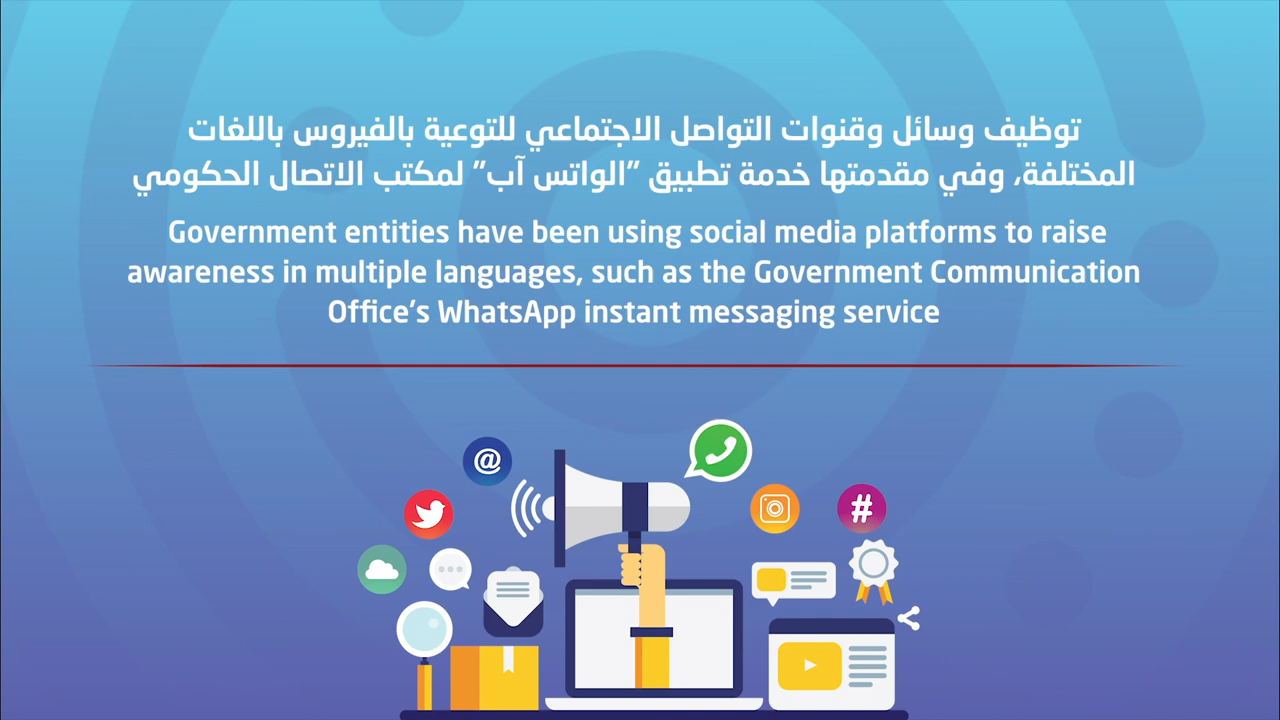 توظيف وسائل وقنوات التواصل الاجتماعي للتوعية بالفيروس باللغات
المختلفة، وفي مقدمتها خدمة تطبيق "الواتس آب" لمكتب الاتصال الحكومي
Government entities have been using social media platforms to raise
awareness in multiple languages, such as the Government Communication
Office's WhatsApp instant messaging service
@
#